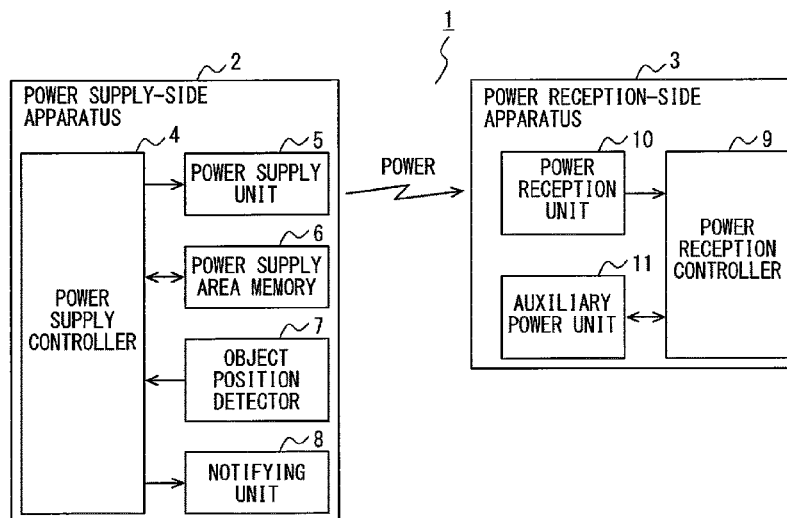 1
2
POWER SUPPLY-SIDE
APPARATUS
4
POWER
SUPPLY
CONTROLLER
5
POWER SUPPLY
UNIT
6
POWER SUPPLY
AREA MEMORY
7
OBJECT
POSITION
DETECTOR
8
NOTIFYING
UNIT
POWER
3
POWER RECEPTION-SIDE
APPARATUS
10
POWER
RECEPTION
UNIT
11
AUXILIARY
POWER UNIT
9
POWER
RECEPTION
CONTROLLER